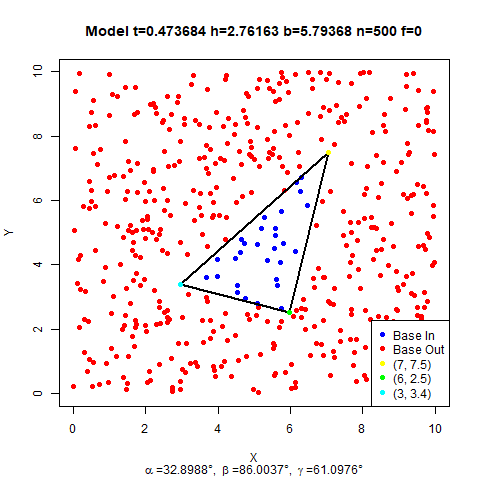 Model t=0.473684 h=2.76163 b=5.79368 n=500 f=0
10
8
6
4
2
0
Y
Base In
Base Out
(7, 7.5)
(6, 2.5)
(3, 3.4)
0 2 4 6 8 10
X
α=32.8988°, β=86.0037°, γ=61.0976°